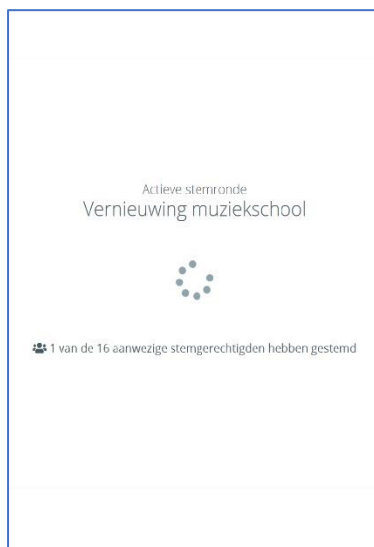 Actieve stemronde
Vernieuwing muziekschool
1 van de 16 aanwezige stemgerechtigden hebben gestemd